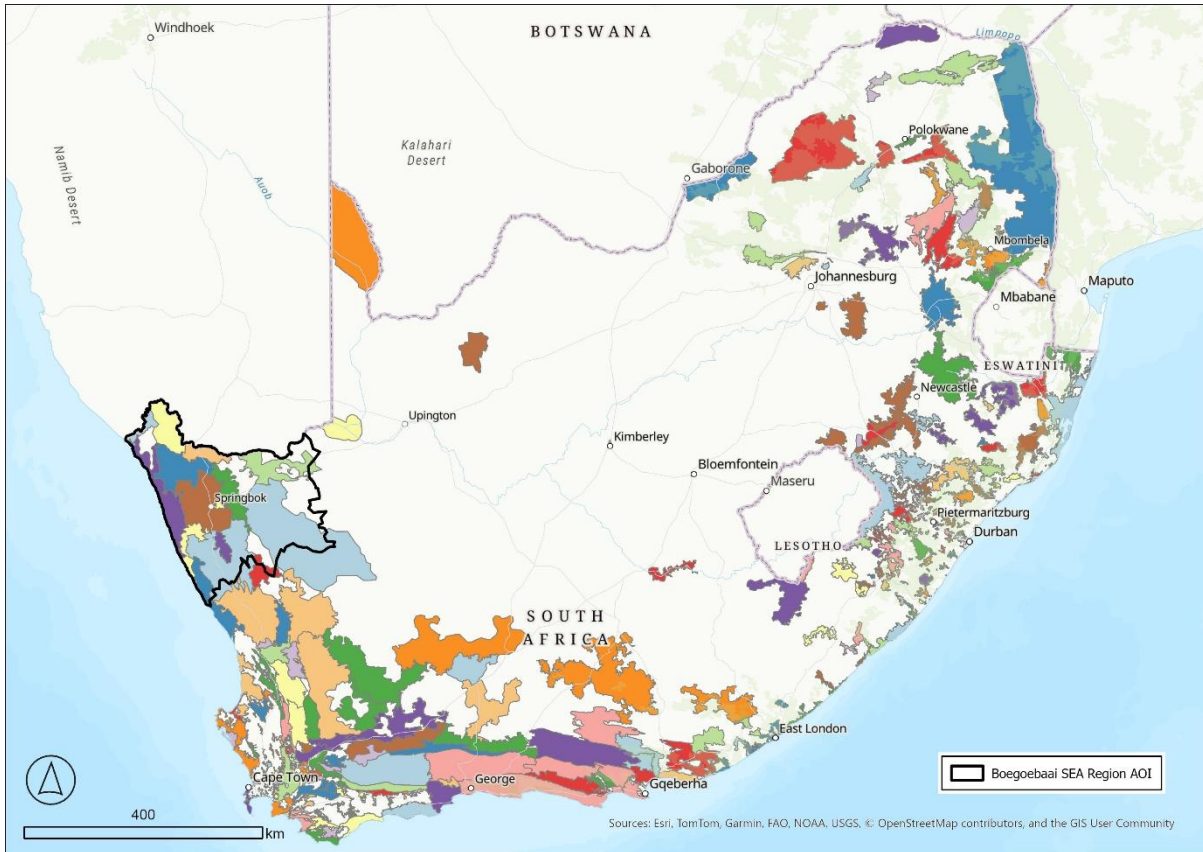 Windhoek
BOTSWANA
Limpopo
Kalahari
Desert
Namib Desert
Auob
Polokwane
Gaborone
Mbombela
Johannesburg
Maputo
Mbabane
ESWATINI
Newcastle
Upington
Kimberley
Bloemfontein
Maseru
Springbok
Pietermaritzburg
Durban
LESOTHO
SOUTH
AFRICA
East London
Cape Town
George
Gqeberha
Boegoebaai SEA Region AOI
400
km
Sources: Esri, TomTom, Garmin, FAO, NOAA, USGS, © OpenStreetMap contributors, and the GIS User Community